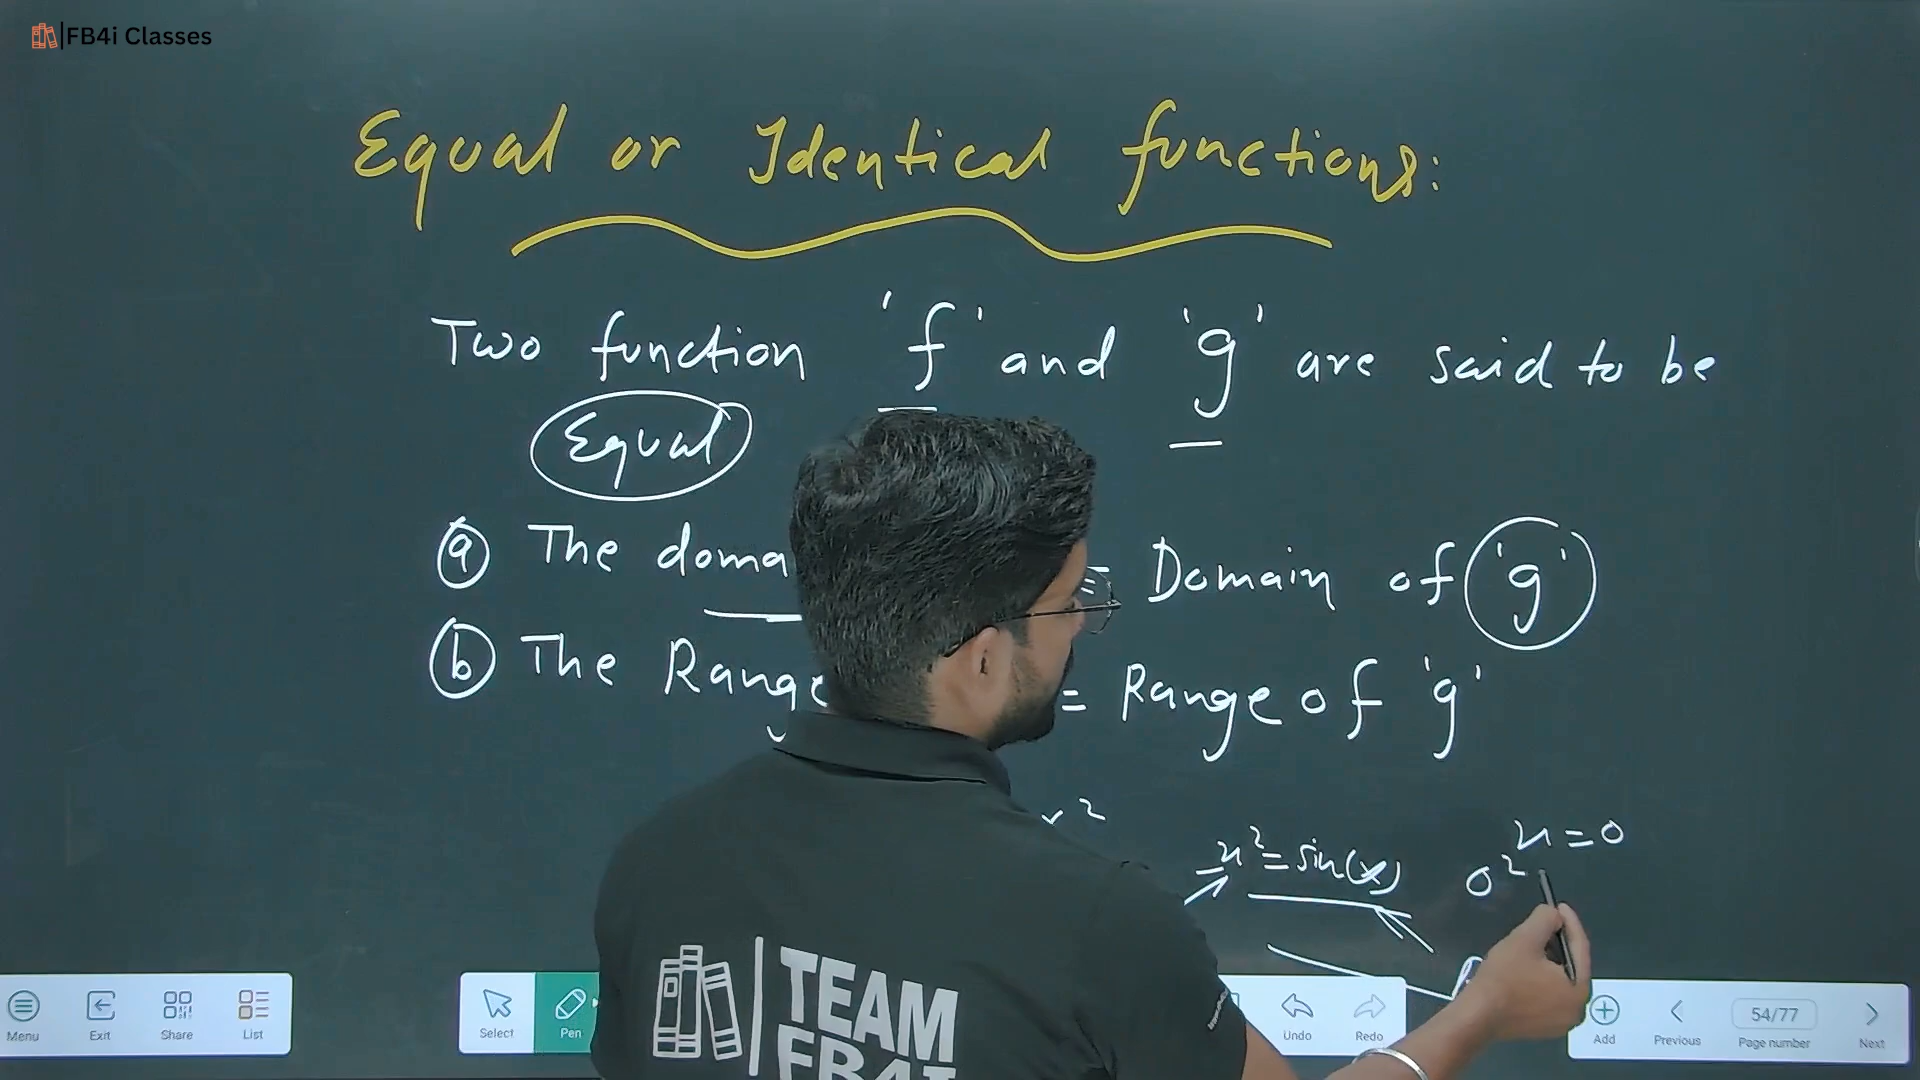 FB4i Classes
Equal or Identical functions:
Two function 'f' and 'g' are said to be
Equal
(a) The = Domain of 'g'
(b) The Range = Range of 'g'
x²
x² = sin(x)
x = 0
0²
TEAM
FB4I
Menu Exit Share List
Select Pen Undo Redo
Add Previous 54/77 Page number Next